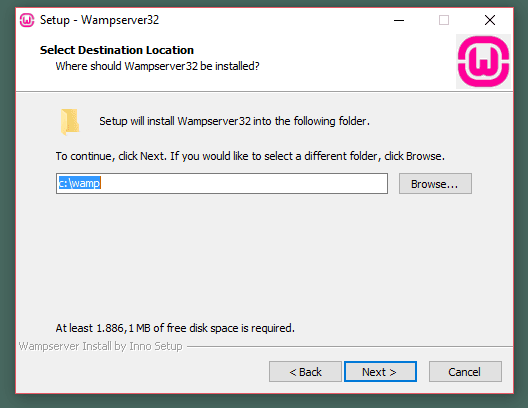 Setup - Wampserver32
Select Destination Location
Where should Wampserver32 be installed?
Setup will install Wampserver32 into the following folder.
To continue, click Next. If you would like to select a different folder, click Browse.
c:\wamp
Browse...
At least 1.886,1 MB of free disk space is required.
Wampserver Install by Inno Setup
< Back
Next >
Cancel